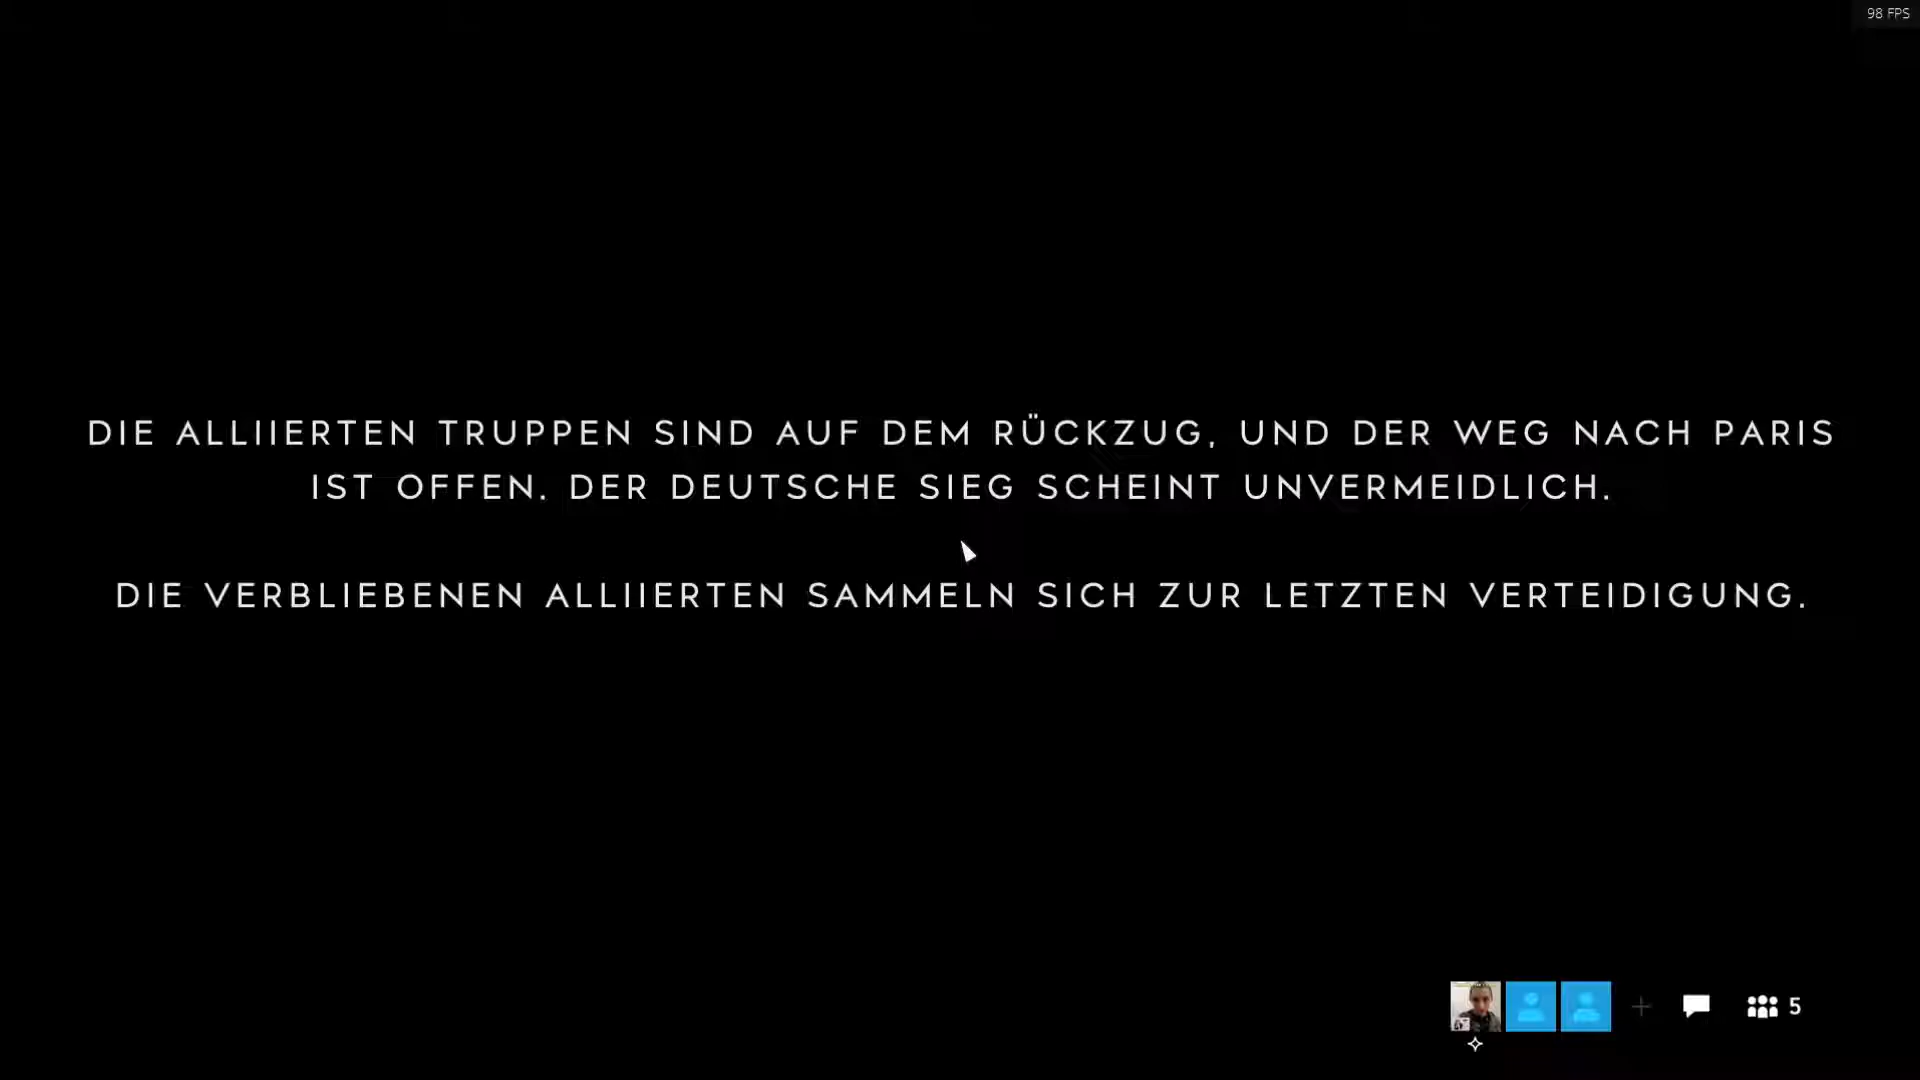 98 FPS
DIE ALLIIERTEN TRUPPEN SIND AUF DEM RÜCKZUG, UND DER WEG NACH PARIS
IST OFFEN. DER DEUTSCHE SIEG SCHEINT UNVERMEIDLICH.
DIE VERBLIEBENEN ALLIIERTEN SAMMELN SICH ZUR LETZTEN VERTEIDIGUNG.
5